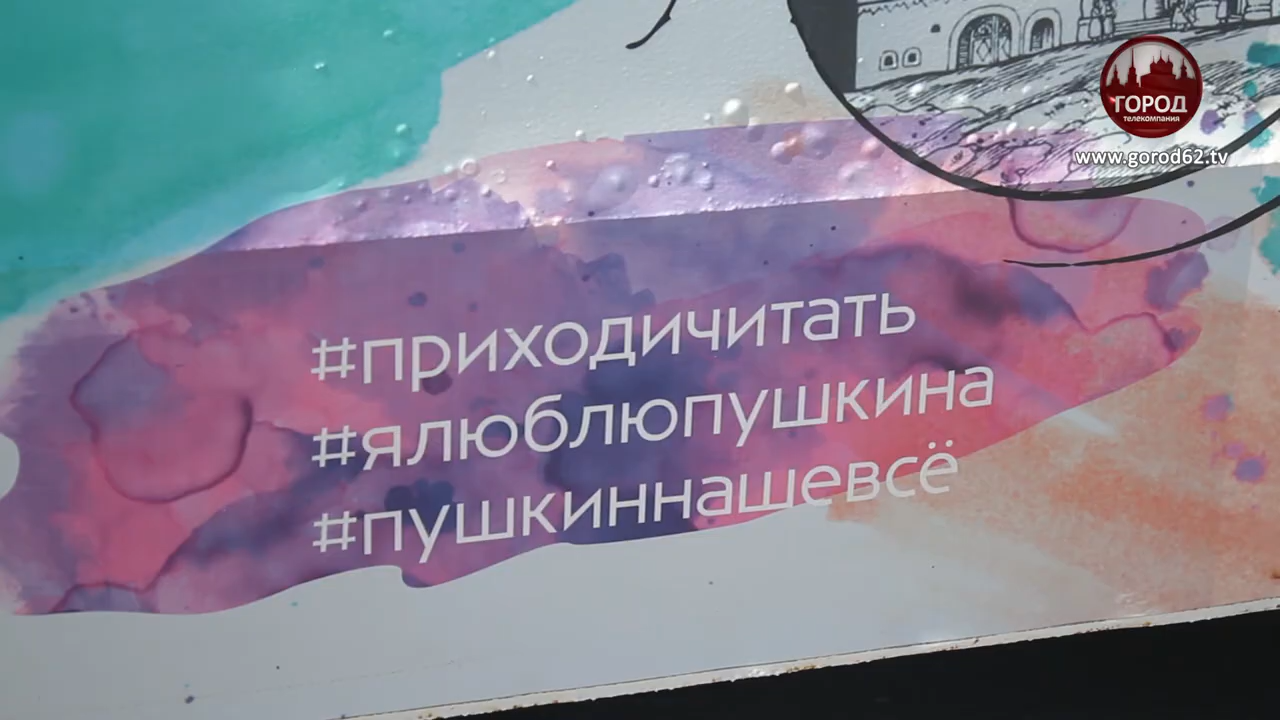 ГОРОД
телекомпания
www.gorod62.tv
#приходичитать
#ялюблюпушкина
#пушкиннашевсё